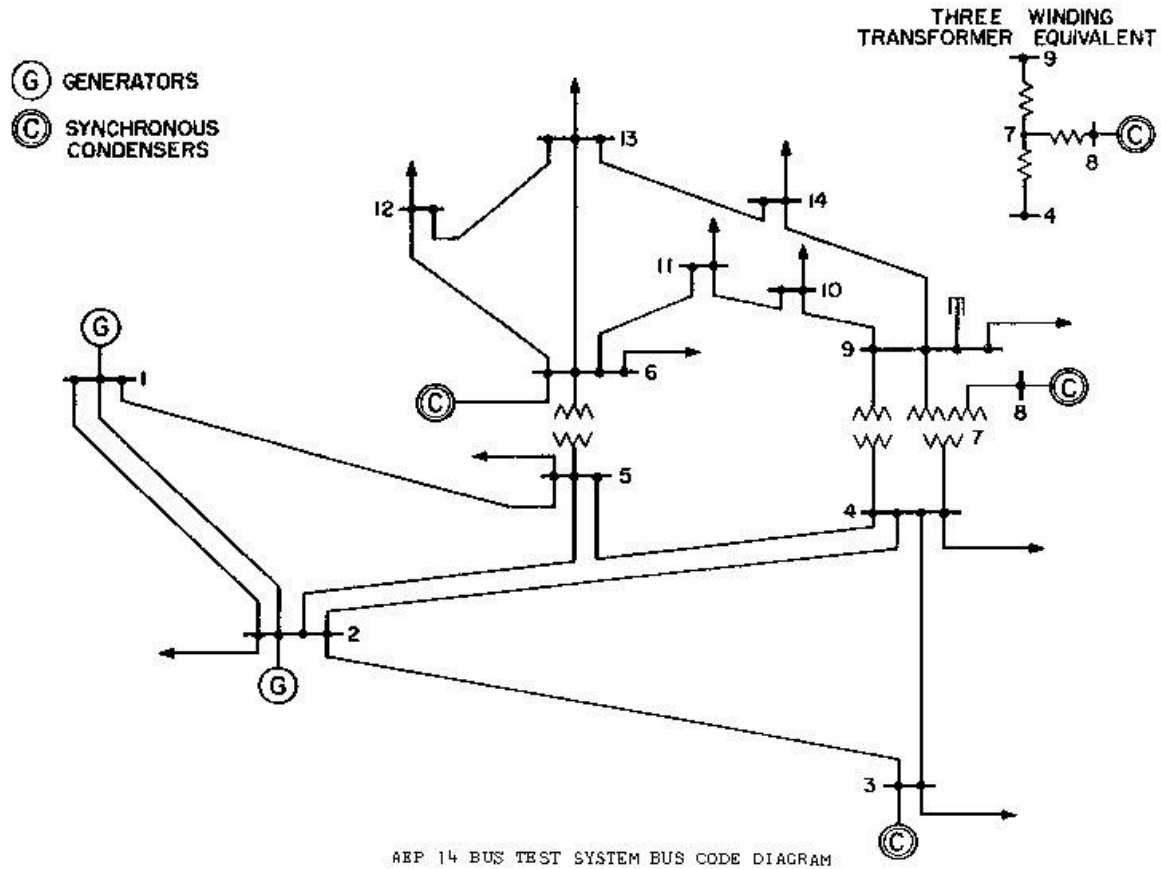 THREE WINDING
TRANSFORMER EQUIVALENT
G GENERATORS
C SYNCHRONOUS
CONDENSERS
9
7
8
C
4
13
12
14
11
10
G
1
6
9
C
8
C
7
5
4
2
G
3
C
AEP 14 BUS TEST SYSTEM BUS CODE DIAGRAM